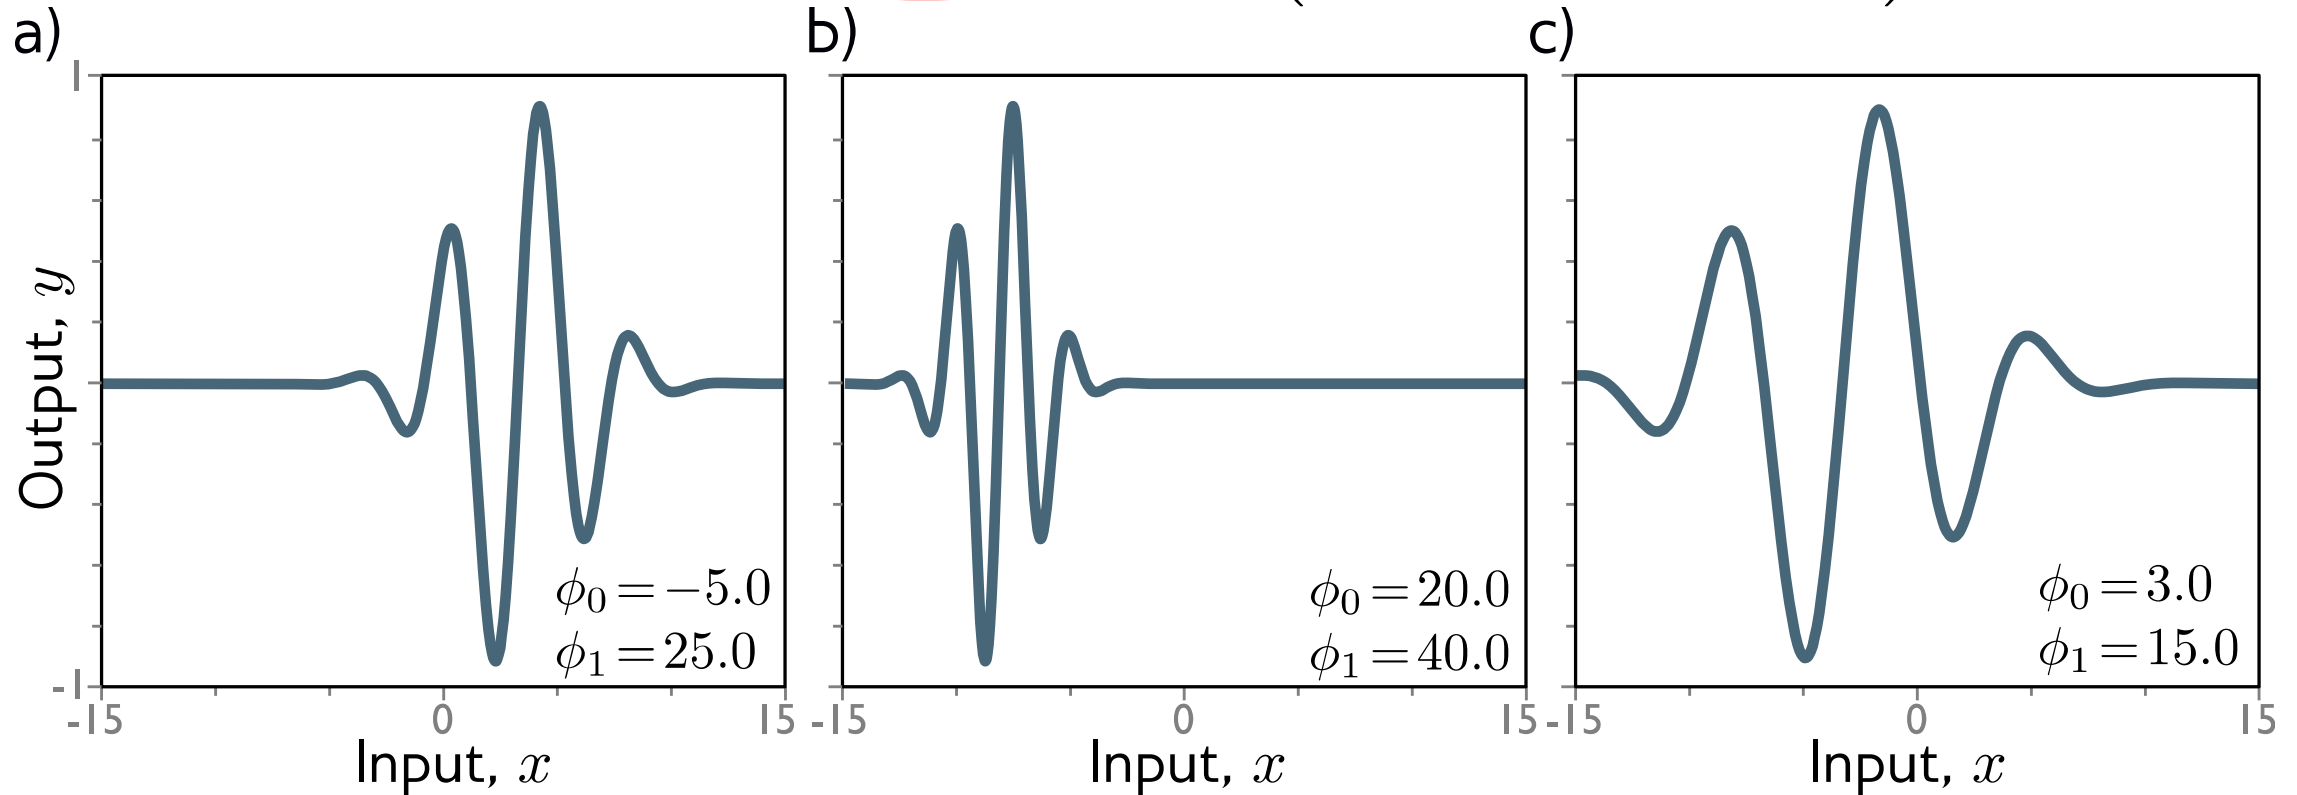 a)
b)
c)
1
Output, y
-1
ϕ₀ = −5.0
ϕ₁ = 25.0
ϕ₀ = 20.0
ϕ₁ = 40.0
ϕ₀ = 3.0
ϕ₁ = 15.0
-15 0 15
-15 0 15
-15 0 15
Input, x
Input, x
Input, x